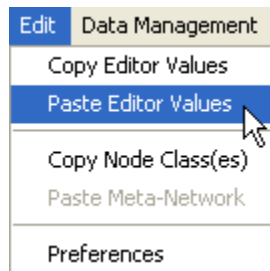 Edit Data Management
Copy Editor Values
Paste Editor Values
Copy Node Class(es)
Paste Meta-Network
Preferences